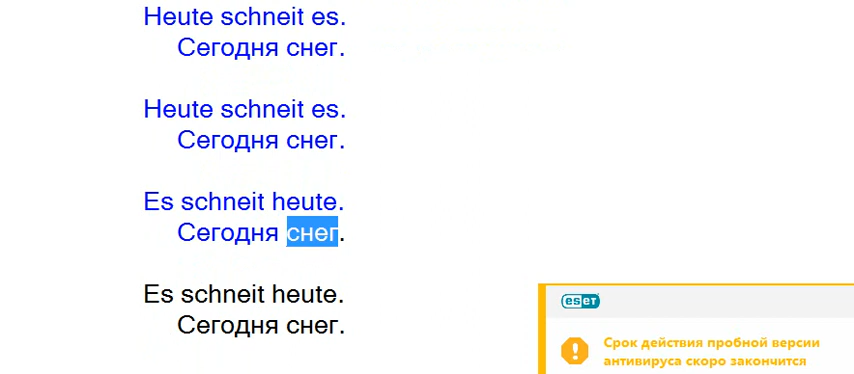 Heute schneit es.
Сегодня снег.
Heute schneit es.
Сегодня снег.
Es schneit heute.
Сегодня снег.
Es schneit heute.
Сегодня снег.
eset
Срок действия пробной версии
антивируса скоро закончится